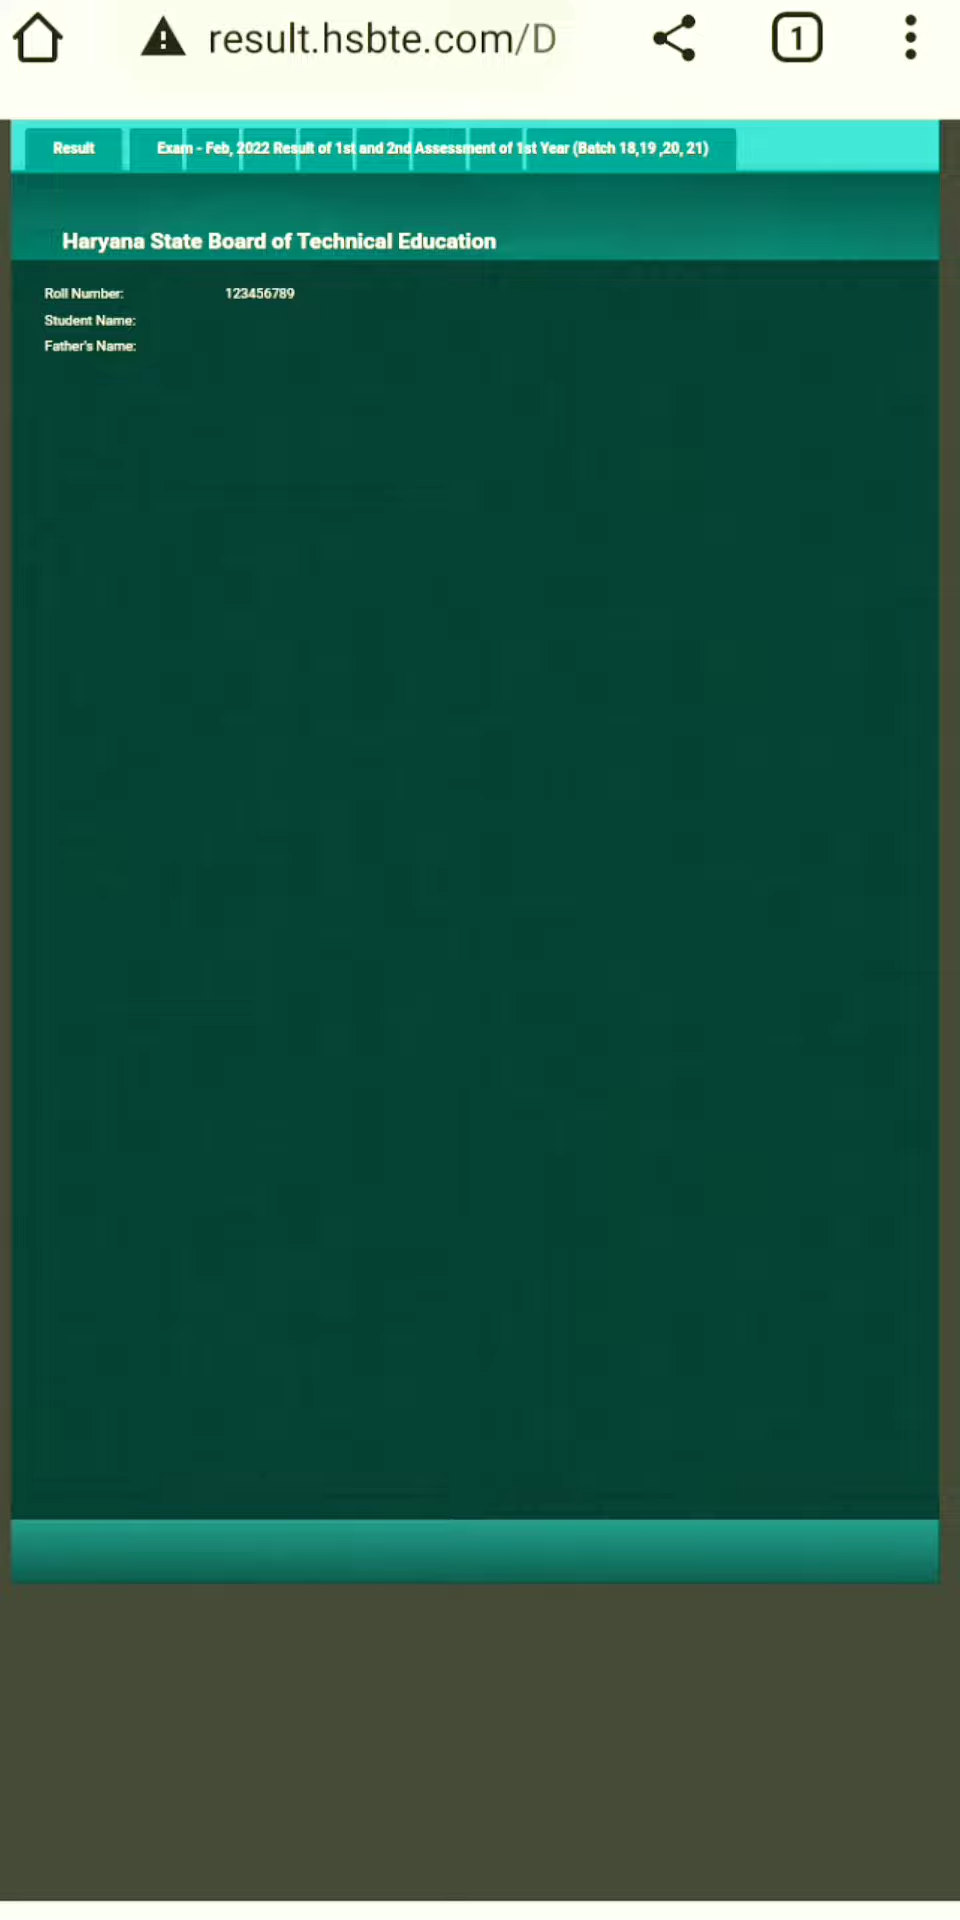 result.hsbte.com/D
1
Result
Exam - Feb, 2022 Result of 1st and 2nd Assessment of 1st Year (Batch 18,19 ,20, 21)
Haryana State Board of Technical Education
Roll Number: 123456789
Student Name:
Father's Name: